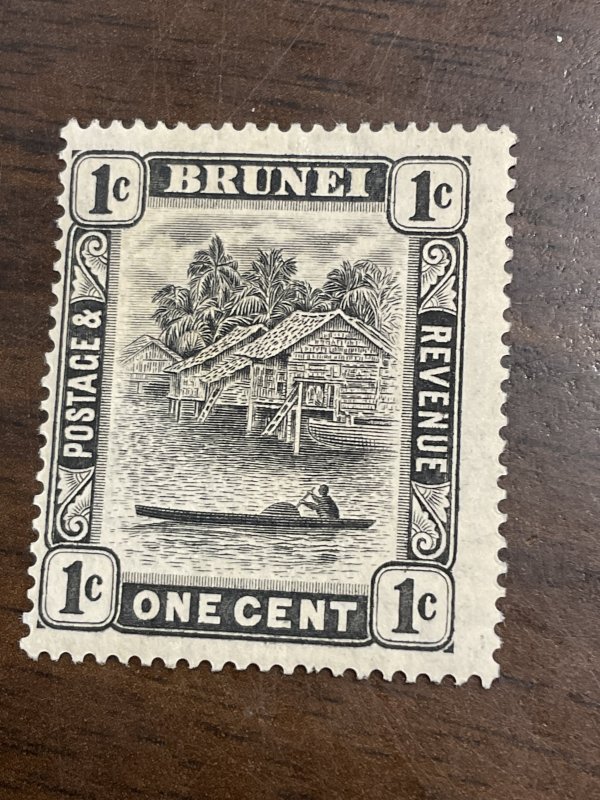 1c BRUNEI 1c
POSTAGE &
REVENUE
1c ONE CENT 1c